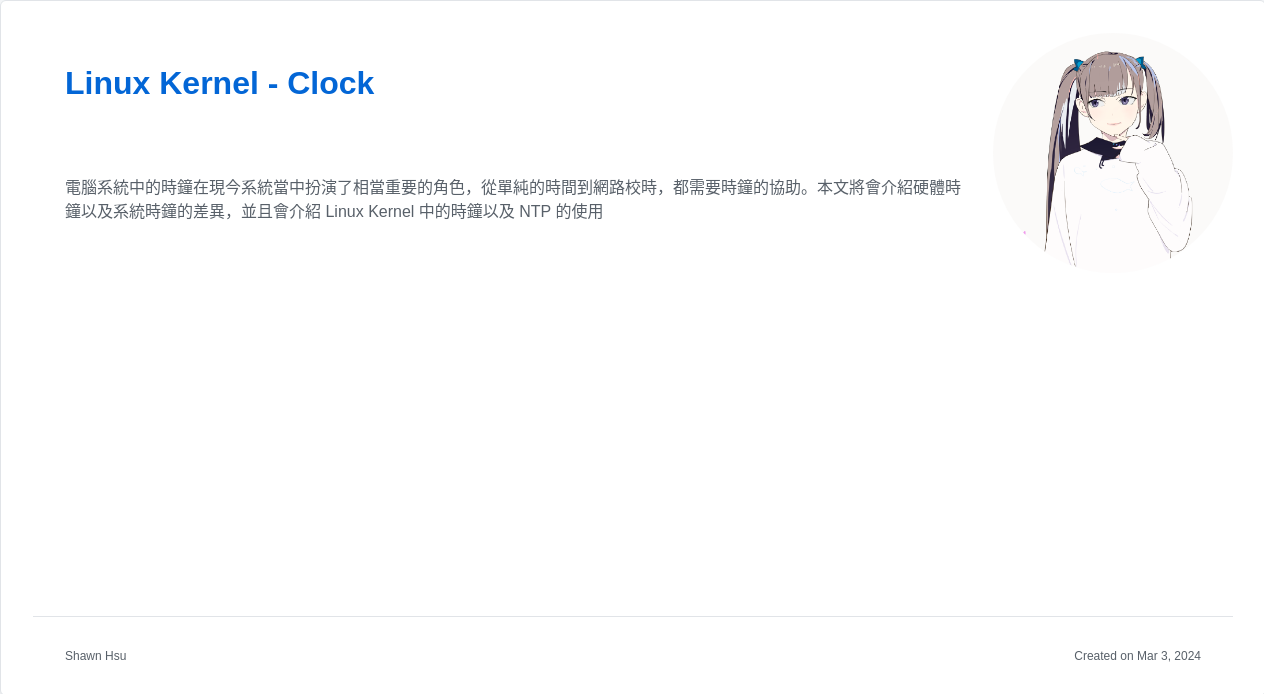 Linux Kernel - Clock
電腦系統中的時鐘在現今系統當中扮演了相當重要的角色，從單純的時間到網路校時，都需要時鐘的協助。本文將會介紹硬體時
鐘以及系統時鐘的差異，並且會介紹 Linux Kernel 中的時鐘以及 NTP 的使用
Shawn Hsu
Created on Mar 3, 2024